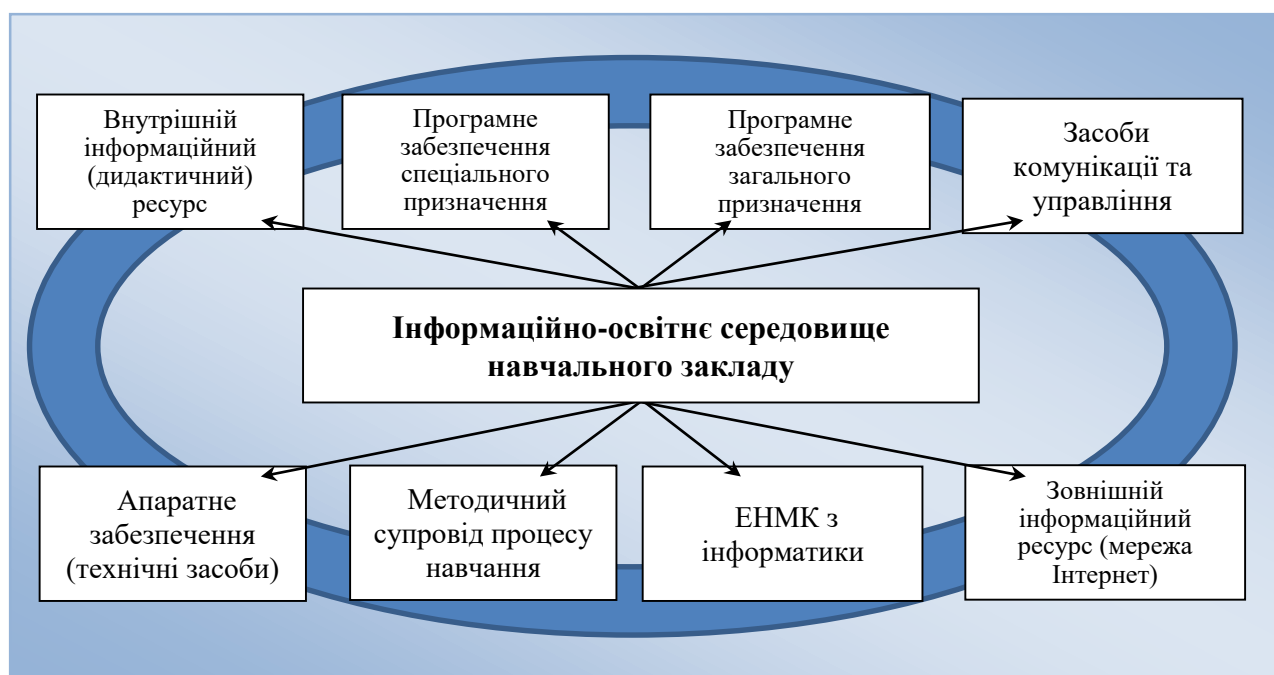 Внутрішній
інформаційний
(дидактичний)
ресурс
Програмне
забезпечення
спеціального
призначення
Програмне
забезпечення
загального
призначення
Засоби
комунікації та
управління
Інформаційно-освітнє середовище
навчального закладу
Апаратне
забезпечення
(технічні засоби)
Методичний
супровід процесу
навчання
ЕНМК з
інформатики
Зовнішній
інформаційний
ресурс (мережа
Інтернет)